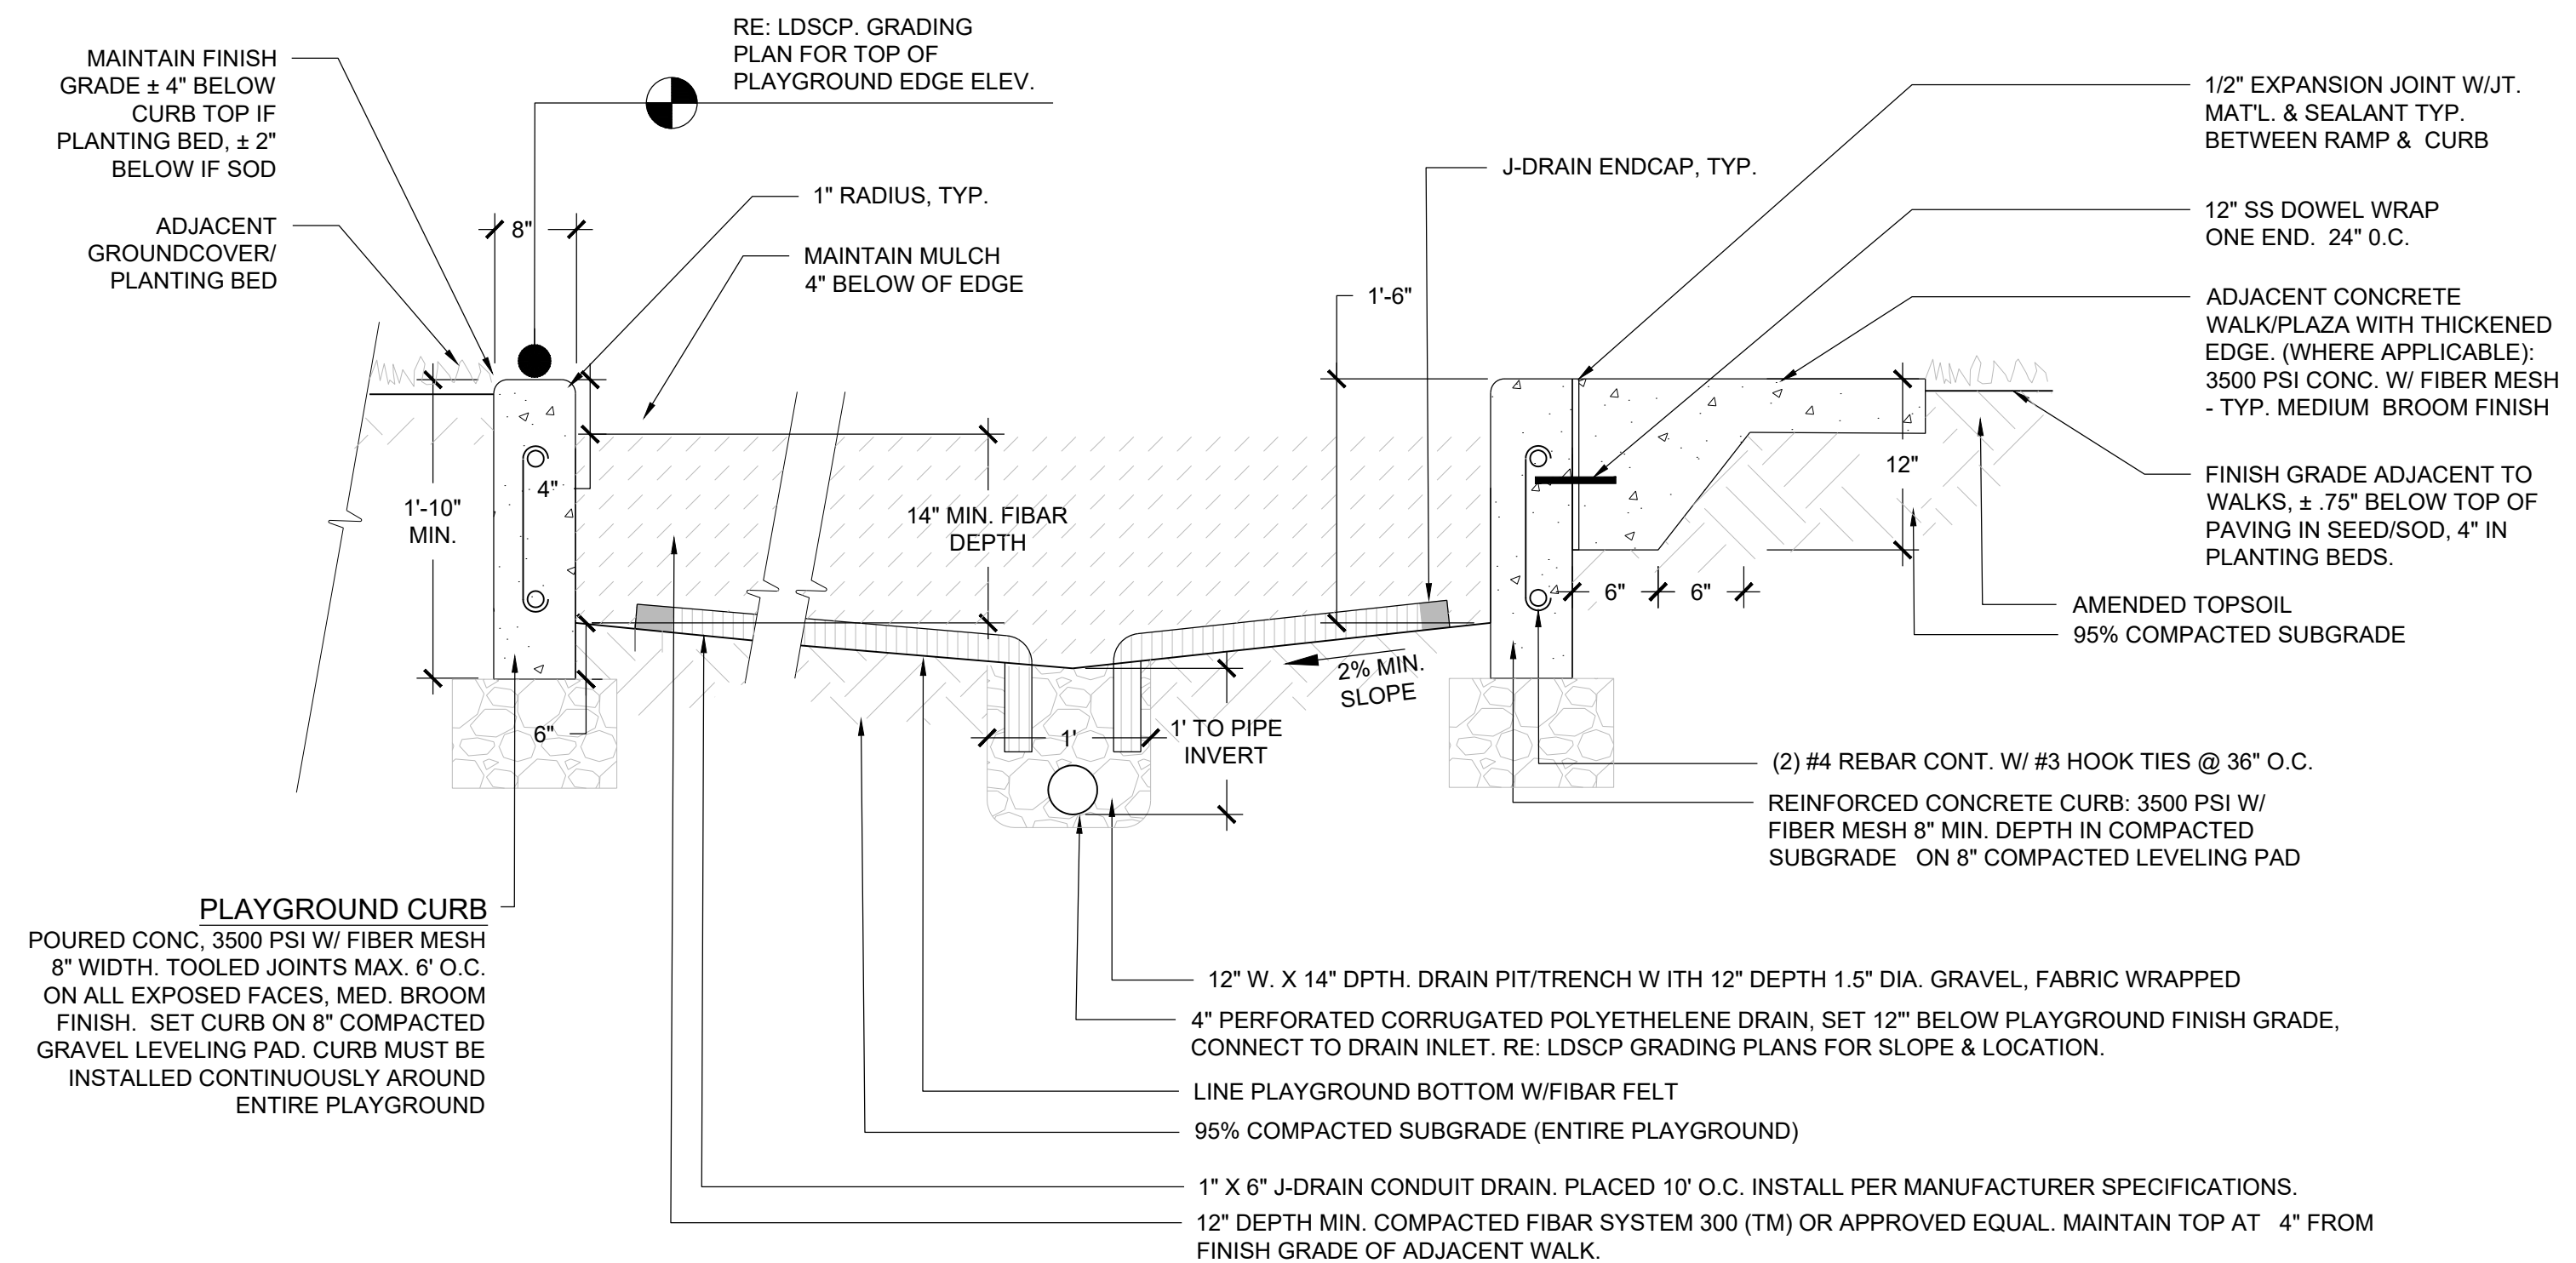 RE: LDSCP. GRADING
PLAN FOR TOP OF
PLAYGROUND EDGE ELEV.
MAINTAIN FINISH
GRADE ± 4" BELOW
CURB TOP IF
PLANTING BED, ± 2"
BELOW IF SOD
ADJACENT
GROUNDCOVER/
PLANTING BED
8"
1" RADIUS, TYP.
MAINTAIN MULCH
4" BELOW OF EDGE
J-DRAIN ENDCAP, TYP.
1'-6"
1/2" EXPANSION JOINT W/JT.
MAT'L. & SEALANT TYP.
BETWEEN RAMP & CURB
12" SS DOWEL WRAP
ONE END. 24" 0.C.
ADJACENT CONCRETE
WALK/PLAZA WITH THICKENED
EDGE. (WHERE APPLICABLE):
3500 PSI CONC. W/ FIBER MESH
- TYP. MEDIUM BROOM FINISH
FINISH GRADE ADJACENT TO
WALKS, ± .75" BELOW TOP OF
PAVING IN SEED/SOD, 4" IN
PLANTING BEDS.
AMENDED TOPSOIL
95% COMPACTED SUBGRADE
1'-10"
MIN.
4"
14" MIN. FIBAR
DEPTH
12"
6"
6"
2% MIN.
SLOPE
6"
1'
1' TO PIPE
INVERT
(2) #4 REBAR CONT. W/ #3 HOOK TIES @ 36" O.C.
REINFORCED CONCRETE CURB: 3500 PSI W/
FIBER MESH 8" MIN. DEPTH IN COMPACTED
SUBGRADE ON 8" COMPACTED LEVELING PAD
PLAYGROUND CURB
POURED CONC, 3500 PSI W/ FIBER MESH
8" WIDTH. TOOLED JOINTS MAX. 6' O.C.
ON ALL EXPOSED FACES, MED. BROOM
FINISH. SET CURB ON 8" COMPACTED
GRAVEL LEVELING PAD. CURB MUST BE
INSTALLED CONTINUOUSLY AROUND
ENTIRE PLAYGROUND
12" W. X 14" DPTH. DRAIN PIT/TRENCH W ITH 12" DEPTH 1.5" DIA. GRAVEL, FABRIC WRAPPED
4" PERFORATED CORRUGATED POLYETHELENE DRAIN, SET 12"' BELOW PLAYGROUND FINISH GRADE,
CONNECT TO DRAIN INLET. RE: LDSCP GRADING PLANS FOR SLOPE & LOCATION.
LINE PLAYGROUND BOTTOM W/FIBAR FELT
95% COMPACTED SUBGRADE (ENTIRE PLAYGROUND)
1" X 6" J-DRAIN CONDUIT DRAIN. PLACED 10' O.C. INSTALL PER MANUFACTURER SPECIFICATIONS.
12" DEPTH MIN. COMPACTED FIBAR SYSTEM 300 (TM) OR APPROVED EQUAL. MAINTAIN TOP AT 4" FROM
FINISH GRADE OF ADJACENT WALK.